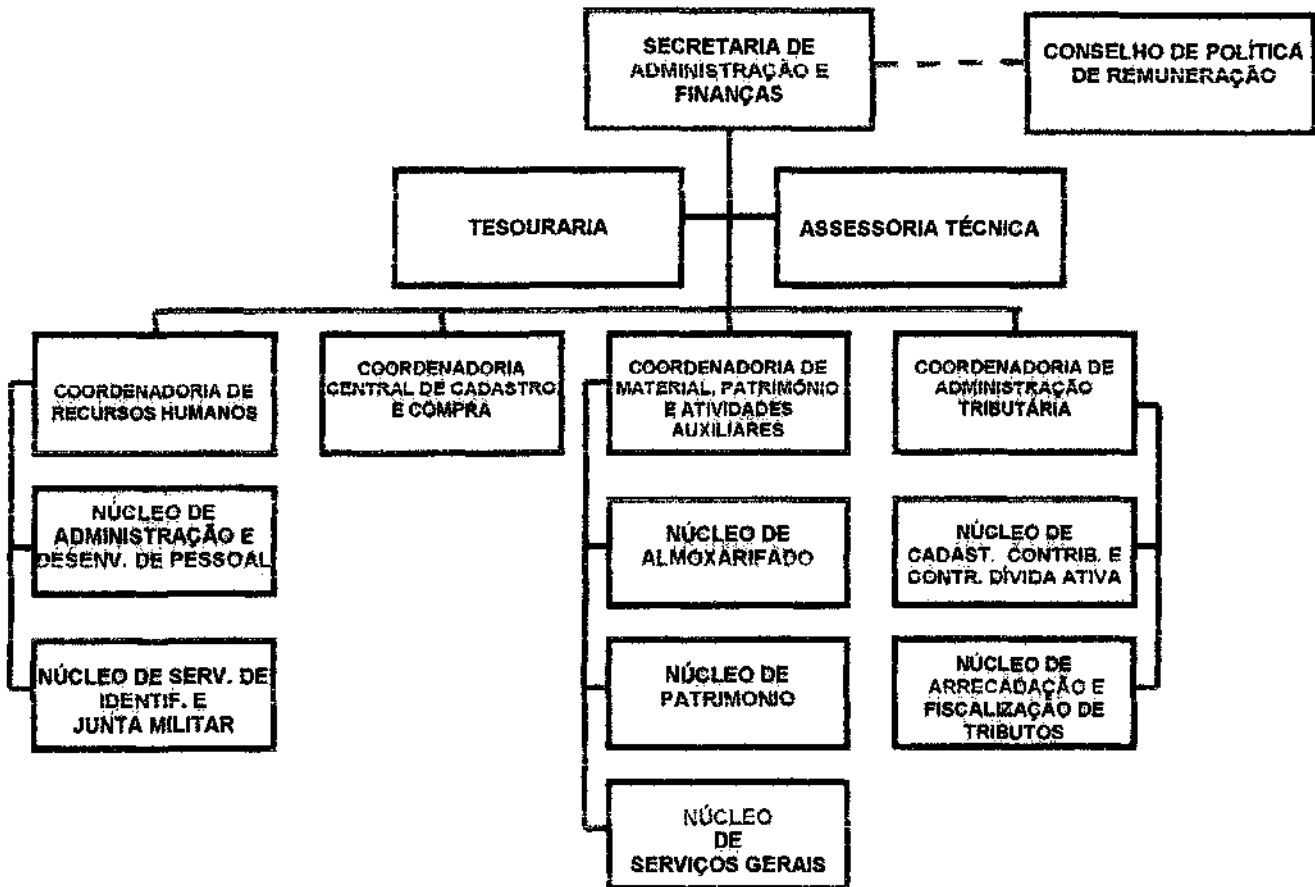 SECRETARIA DE
ADMINISTRAÇÃO E
FINANÇAS
CONSELHO DE POLÍTICA
DE REMUNERAÇÃO
TESOURARIA
ASSESSORIA TÉCNICA
COORDENADORIA DE
RECURSOS HUMANOS
COORDENADORIA
CENTRAL DE CADASTRO
E COMPRA
COORDENADORIA DE
MATERIAL, PATRIMÔNIO
E ATIVIDADES
AUXILIARES
COORDENADORIA DE
ADMINISTRAÇÃO
TRIBUTÁRIA
NÚCLEO DE
ADMINISTRAÇÃO E
DESENV. DE PESSOAL
NÚCLEO DE
ALMOXARIFADO
NÚCLEO DE
CADAST. CONTRIB. E
CONTR. DÍVIDA ATIVA
NÚCLEO DE SERV. DE
IDENTIF. E
JUNTA MILITAR
NÚCLEO DE
PATRIMONIO
NÚCLEO DE
ARRECADAÇÃO E
FISCALIZAÇÃO DE
TRIBUTOS
NÚCLEO
DE
SERVIÇOS GERAIS